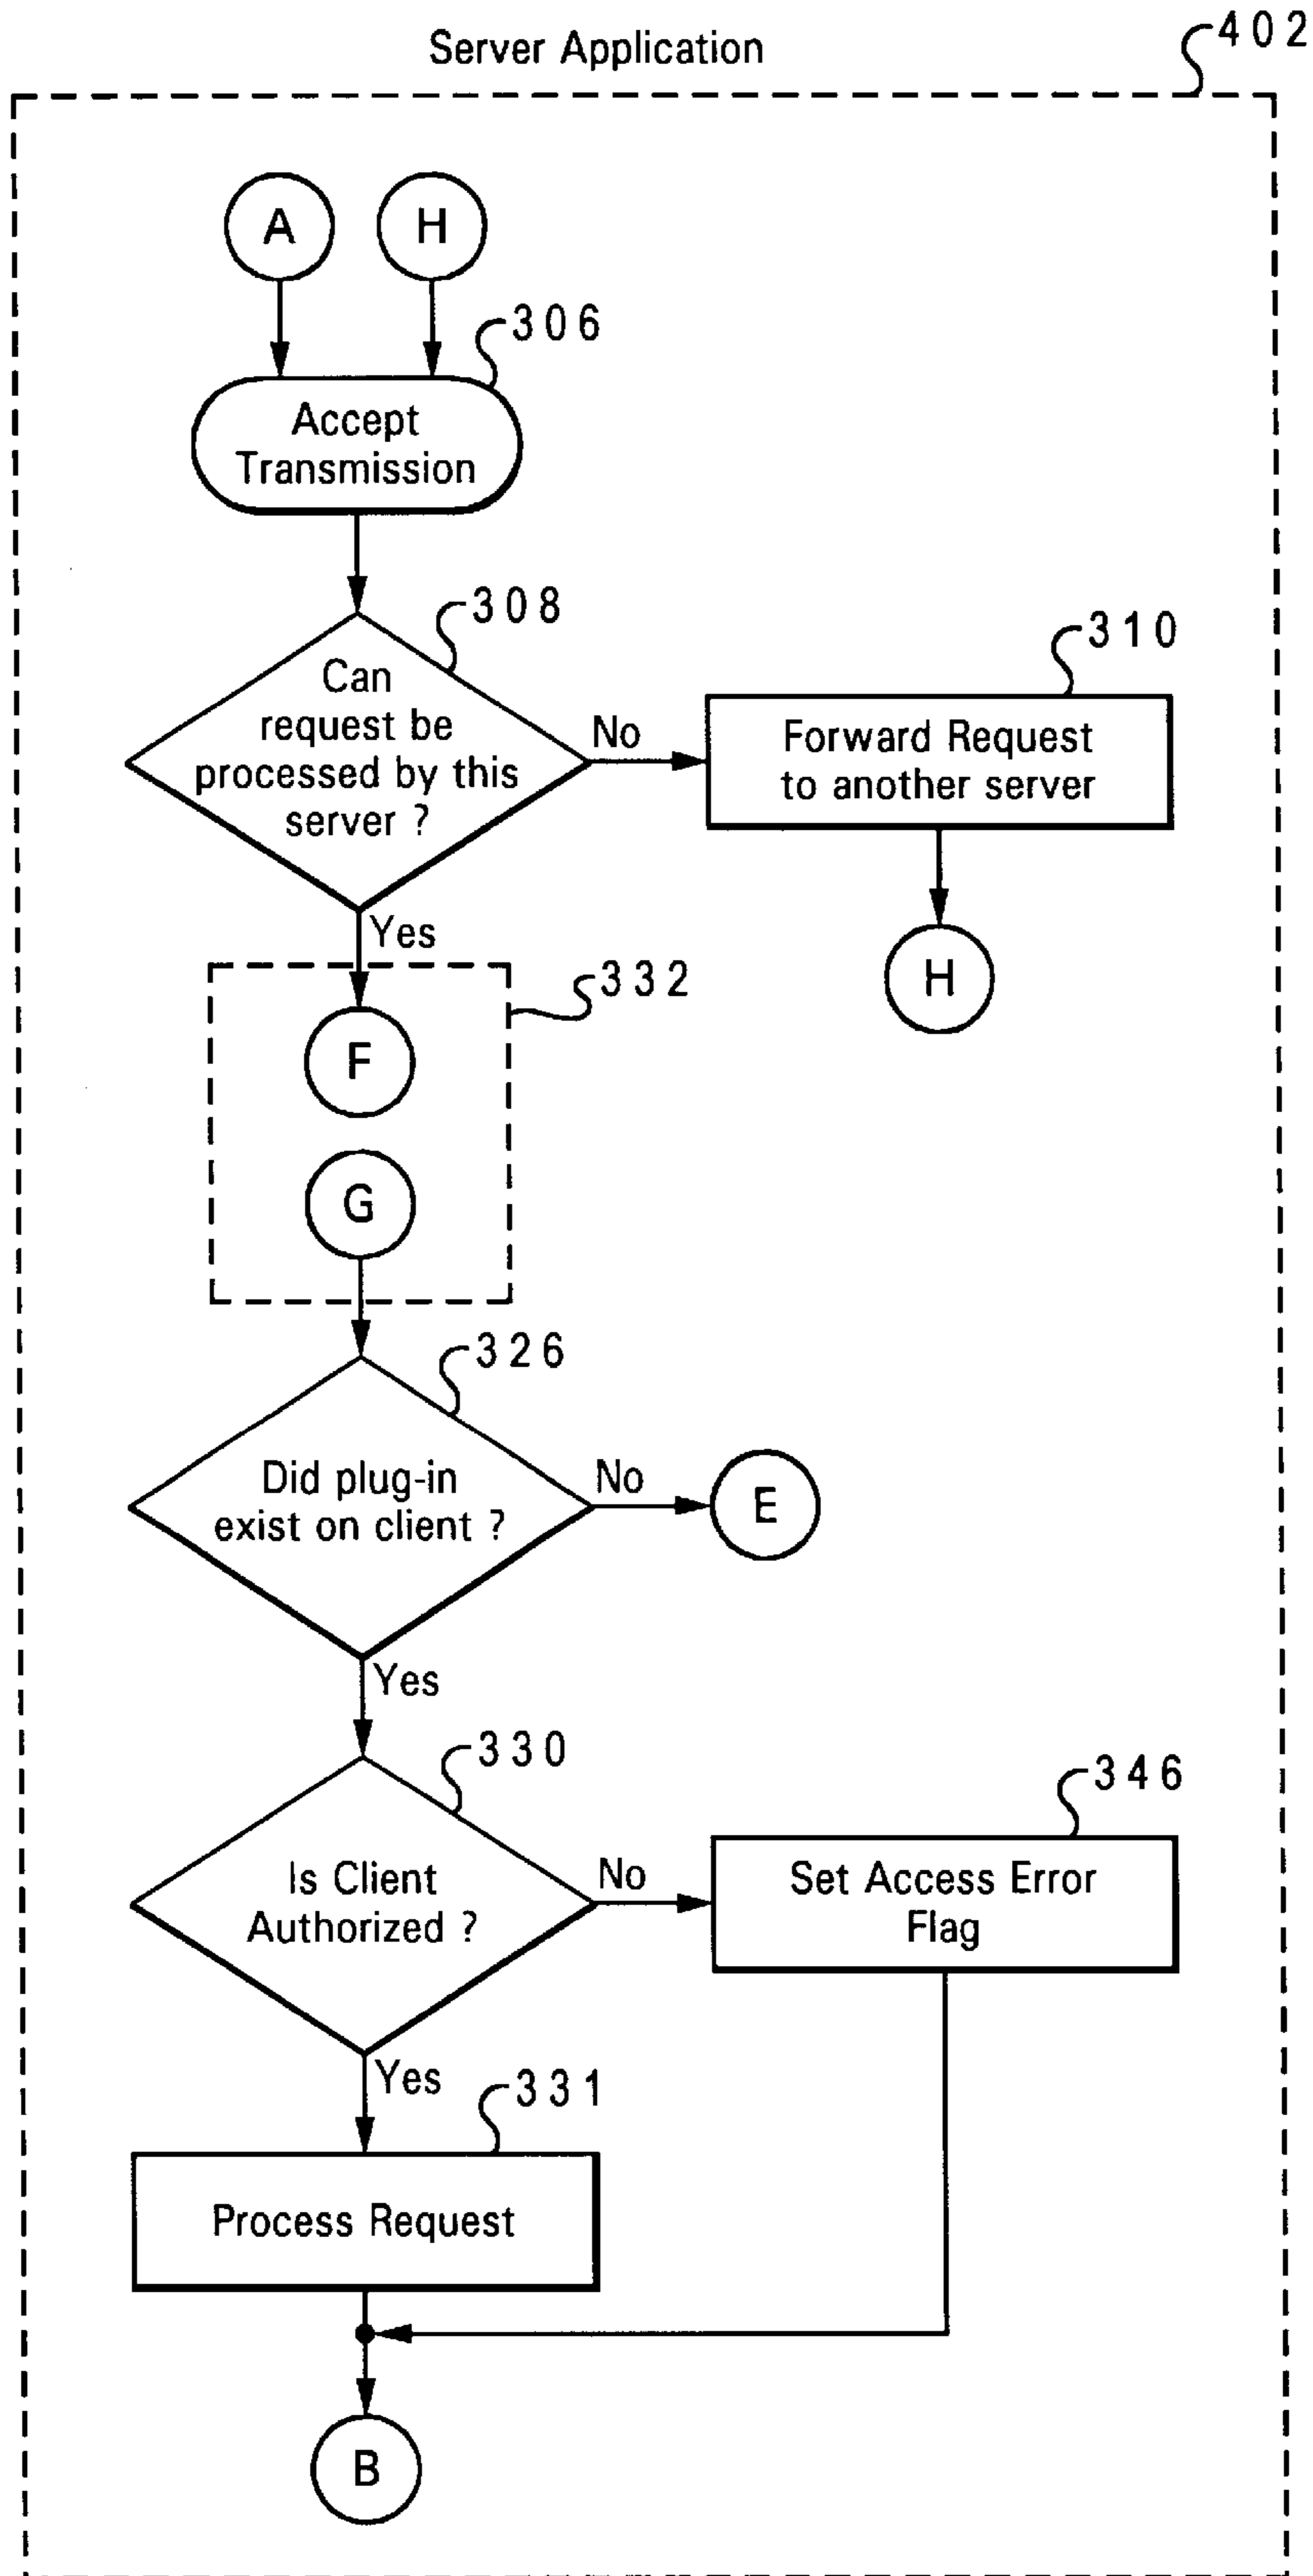 Server Application
402
A
H
306
Accept
Transmission
308
Can
request be
processed by this
server ?
No
310
Forward Request
to another server
H
Yes
332
F
G
326
Did plug-in
exist on client ?
No
E
Yes
330
Is Client
Authorized ?
No
346
Set Access Error
Flag
Yes
331
Process Request
B